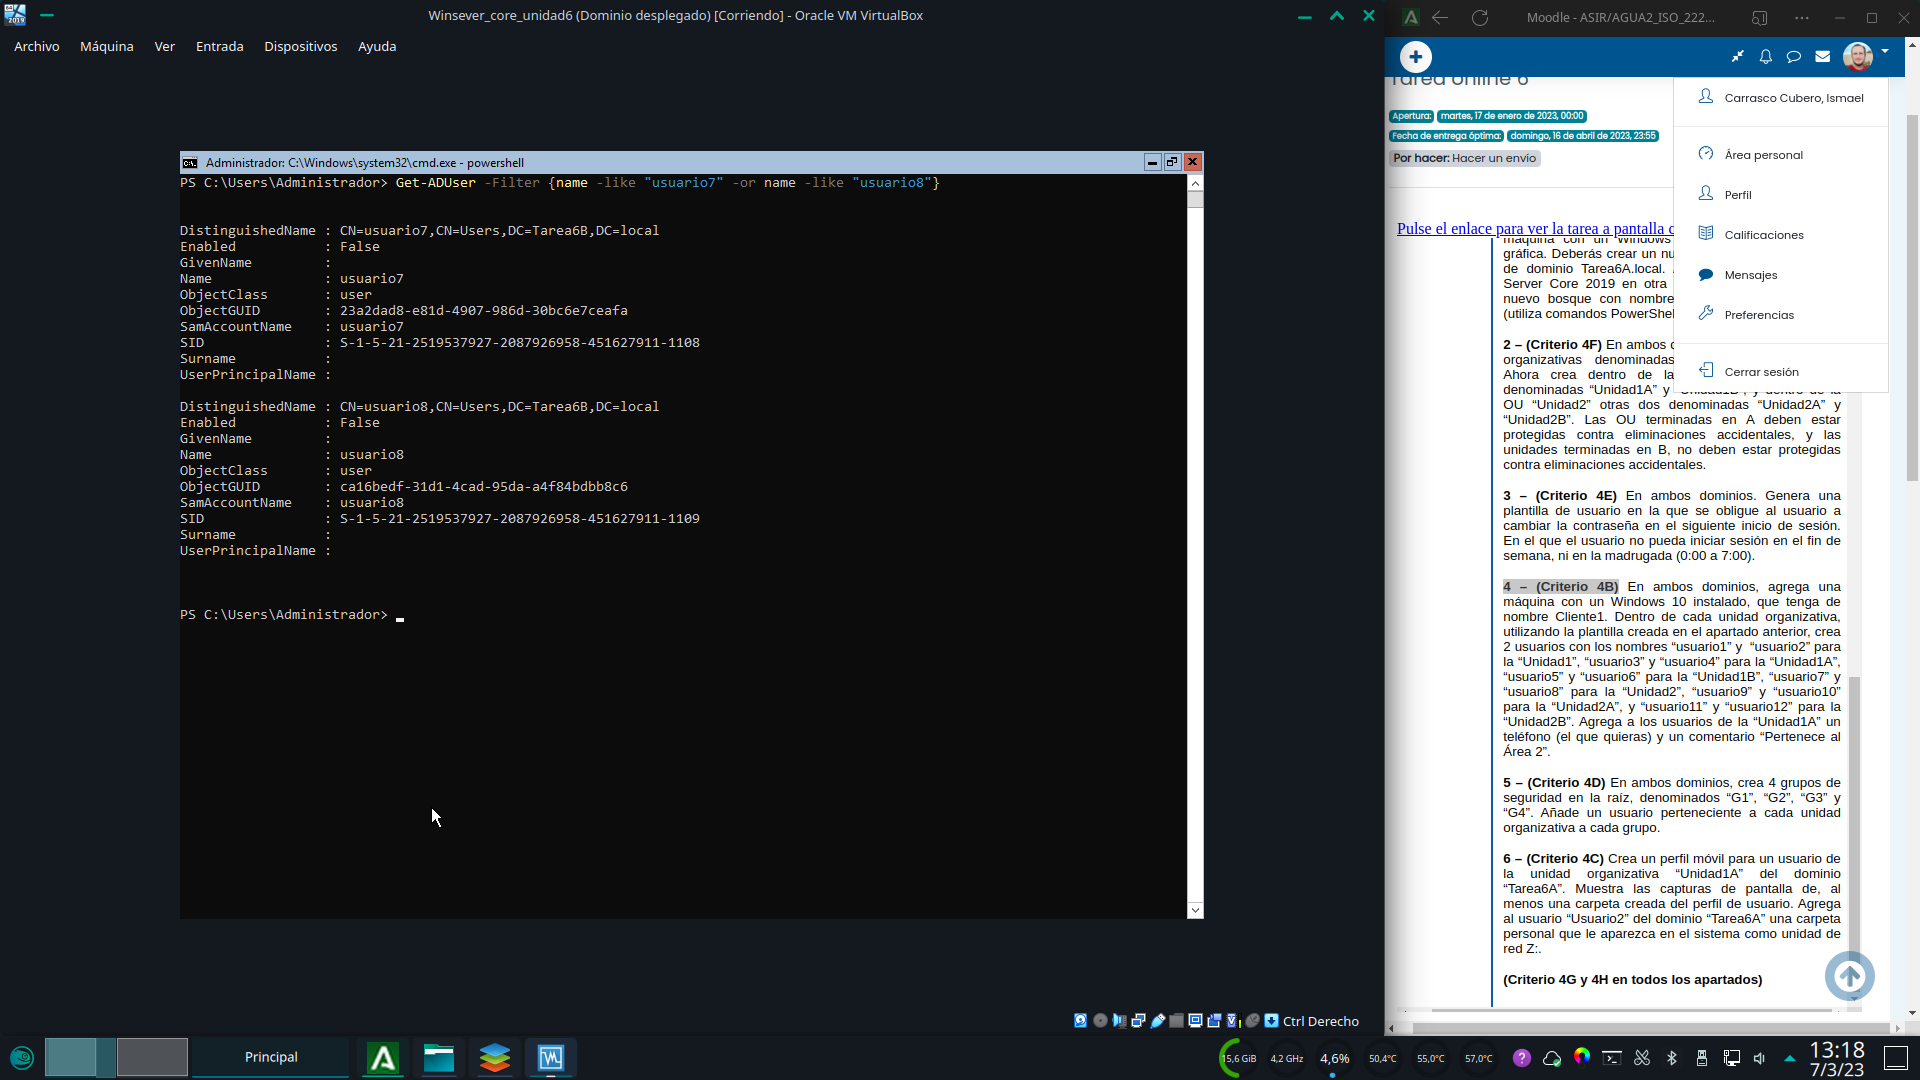 Winsever_core_unidad6 (Dominio desplegado) [Corriendo] - Oracle VM VirtualBox
Archivo Máquina Ver Entrada Dispositivos Ayuda
Administrador: C:\Windows\system32\cmd.exe - powershell
PS C:\Users\Administrador> Get-ADUser -Filter {name -like "usuario7" -or name -like "usuario8"}
DistinguishedName : CN=usuario7,CN=Users,DC=Tarea6B,DC=local
Enabled : False
GivenName :
Name : usuario7
ObjectClass : user
ObjectGUID : 23a2dad8-e81d-4907-986d-30bc6e7ceafa
SamAccountName : usuario7
SID : S-1-5-21-2519537927-2087926958-451627911-1108
Surname :
UserPrincipalName :
DistinguishedName : CN=usuario8,CN=Users,DC=Tarea6B,DC=local
Enabled : False
GivenName :
Name : usuario8
ObjectClass : user
ObjectGUID : ca16bedf-31d1-4cad-95da-a4f84bdbb8c6
SamAccountName : usuario8
SID : S-1-5-21-2519537927-2087926958-451627911-1109
Surname :
UserPrincipalName :
PS C:\Users\Administrador>
Ctrl Derecho
Moodle - ASIR/AGUA2_ISO_222...
Tarea online 6
Apertura: martes, 17 de enero de 2023, 00:00
Fecha de entrega óptima: domingo, 16 de abril de 2023, 23:55
Por hacer: Hacer un envío
Carrasco Cubero, Ismael
Área personal
Perfil
Calificaciones
Mensajes
Preferencias
Cerrar sesión
Pulse el enlace para ver la tarea a pantalla c
máquina con un Windows
gráfica. Deberás crear un nu
de dominio Tarea6A.local.
Server Core 2019 en otra
nuevo bosque con nombre
(utiliza comandos PowerShel
2 – (Criterio 4F) En ambos d
organizativas denominadas
Ahora crea dentro de la
denominadas “Unidad1A” y “Unidad1B”, y dentro de la
OU “Unidad2” otras dos denominadas “Unidad2A” y
“Unidad2B”. Las OU terminadas en A deben estar
protegidas contra eliminaciones accidentales, y las
unidades terminadas en B, no deben estar protegidas
contra eliminaciones accidentales.
3 – (Criterio 4E) En ambos dominios. Genera una
plantilla de usuario en la que se obligue al usuario a
cambiar la contraseña en el siguiente inicio de sesión.
En el que el usuario no pueda iniciar sesión en el fin de
semana, ni en la madrugada (0:00 a 7:00).
4 – (Criterio 4B) En ambos dominios, agrega una
máquina con un Windows 10 instalado, que tenga de
nombre Cliente1. Dentro de cada unidad organizativa,
utilizando la plantilla creada en el apartado anterior, crea
2 usuarios con los nombres “usuario1” y “usuario2” para
la “Unidad1”, “usuario3” y “usuario4” para la “Unidad1A”,
“usuario5” y “usuario6” para la “Unidad1B”, “usuario7” y
“usuario8” para la “Unidad2”, “usuario9” y “usuario10”
para la “Unidad2A”, y “usuario11” y “usuario12” para la
“Unidad2B”. Agrega a los usuarios de la “Unidad1A” un
teléfono (el que quieras) y un comentario “Pertenece al
Área 2”.
5 – (Criterio 4D) En ambos dominios, crea 4 grupos de
seguridad en la raíz, denominados “G1”, “G2”, “G3” y
“G4”. Añade un usuario perteneciente a cada unidad
organizativa a cada grupo.
6 – (Criterio 4C) Crea un perfil móvil para un usuario de
la unidad organizativa “Unidad1A” del dominio
“Tarea6A”. Muestra las capturas de pantalla de, al
menos una carpeta creada del perfil de usuario. Agrega
al usuario “Usuario2” del dominio “Tarea6A” una carpeta
personal que le aparezca en el sistema como unidad de
red Z:.
(Criterio 4G y 4H en todos los apartados)
Principal
15,6 GiB 4,2 GHz 4,6% 50,4°C 55,0°C 57,0°C
13:18
7/3/23